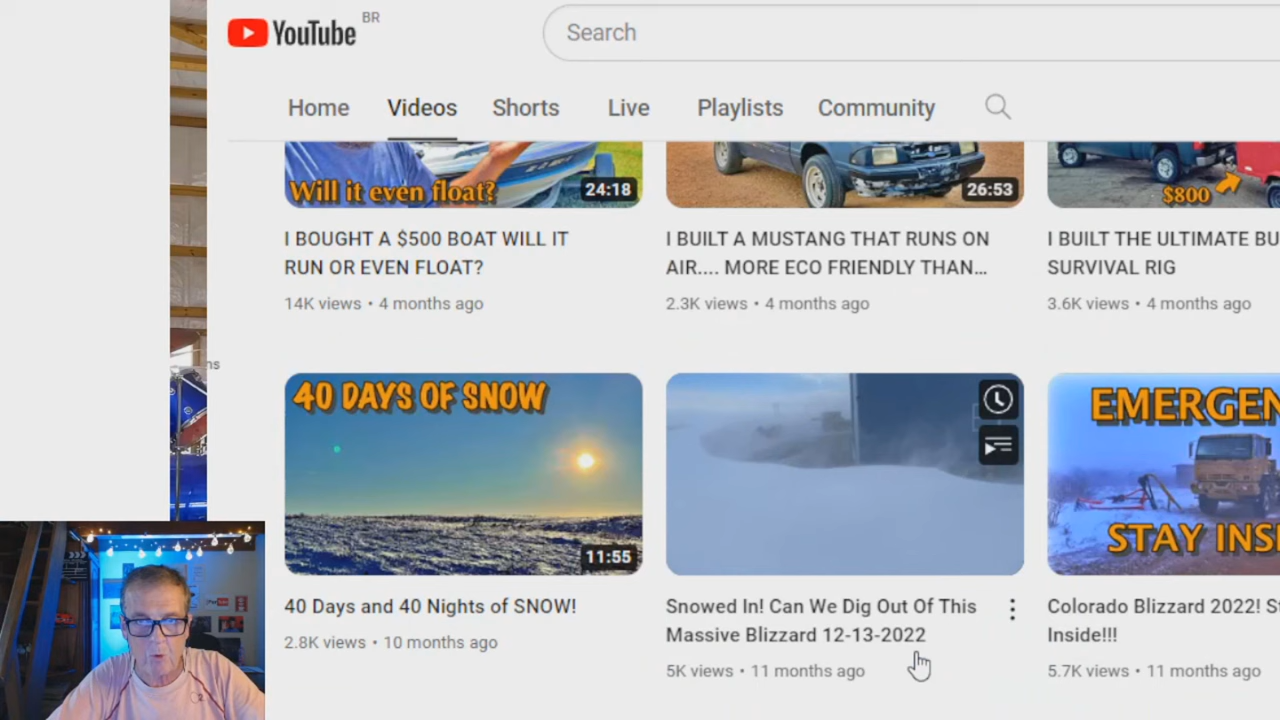 YouTube BR
Search
Home Videos Shorts Live Playlists Community
Will it even float?
24:18
26:53
$800
I BOUGHT A $500 BOAT WILL IT
RUN OR EVEN FLOAT?
14K views • 4 months ago
I BUILT A MUSTANG THAT RUNS ON
AIR.... MORE ECO FRIENDLY THAN...
2.3K views • 4 months ago
I BUILT THE ULTIMATE BU
SURVIVAL RIG
3.6K views • 4 months ago
ns
40 DAYS OF SNOW
11:55
EMERGEN
STAY INSI
40 Days and 40 Nights of SNOW!
2.8K views • 10 months ago
Snowed In! Can We Dig Out Of This
Massive Blizzard 12-13-2022
5K views • 11 months ago
Colorado Blizzard 2022! S
Inside!!!
5.7K views • 11 months ago